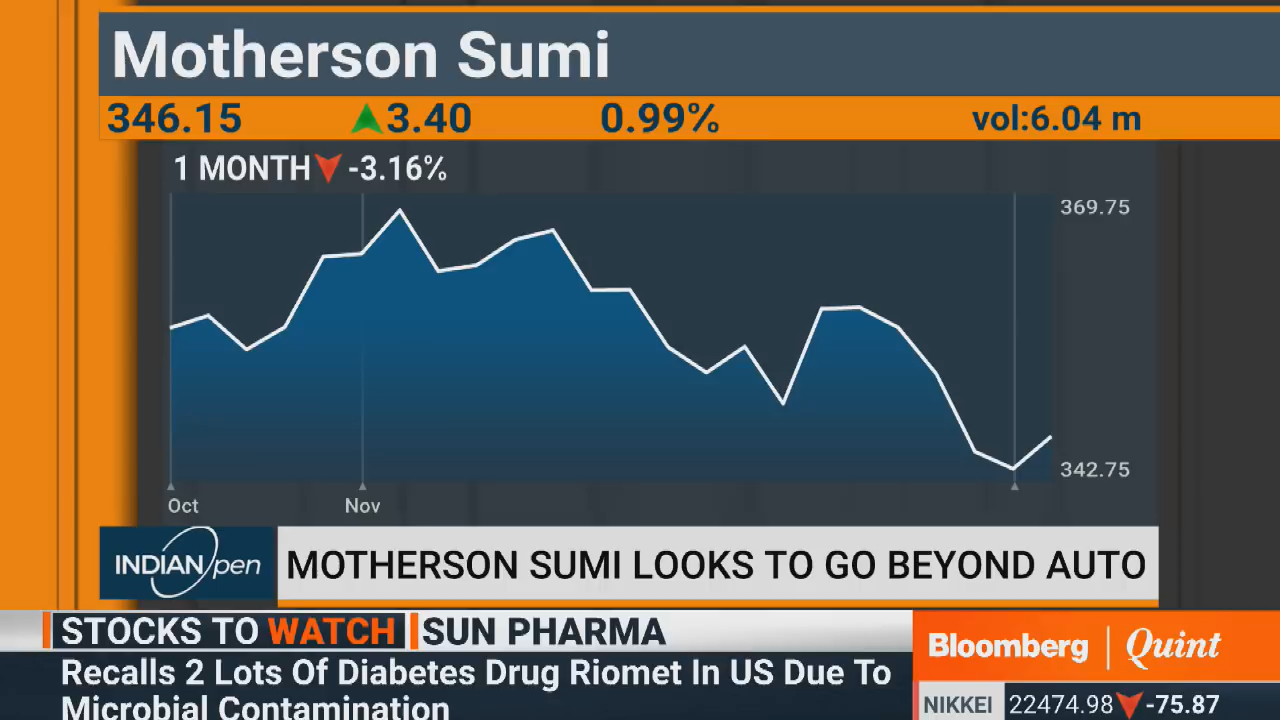 Motherson Sumi
346.15 ▲3.40 0.99% vol:6.04 m
1 MONTH▼-3.16%
369.75
342.75
Oct Nov
INDIAN Open
MOTHERSON SUMI LOOKS TO GO BEYOND AUTO
STOCKS TO WATCH SUN PHARMA
Recalls 2 Lots Of Diabetes Drug Riomet In US Due To
Microbial Contamination
Bloomberg | Quint
NIKKEI 22474.98▼-75.87